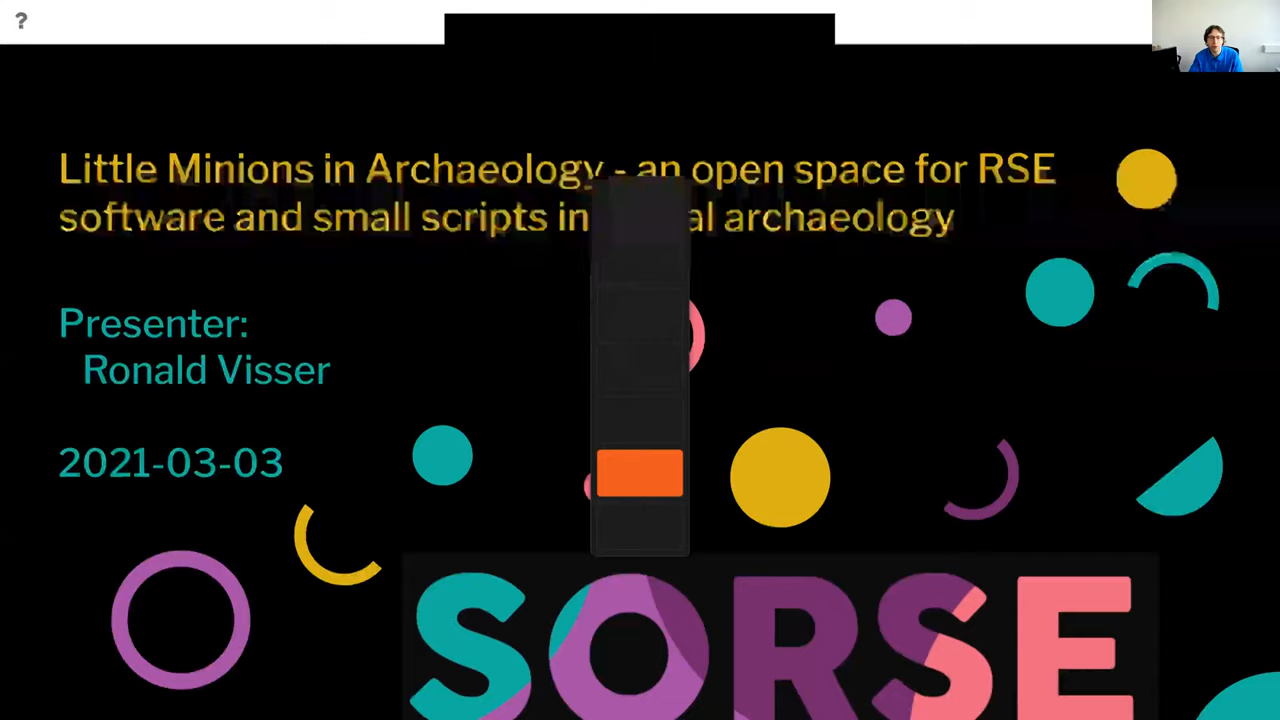 ?
Little Minions in Archaeology - an open space for RSE
software and small scripts in al archaeology
Presenter:
Ronald Visser
2021-03-03
SORSE